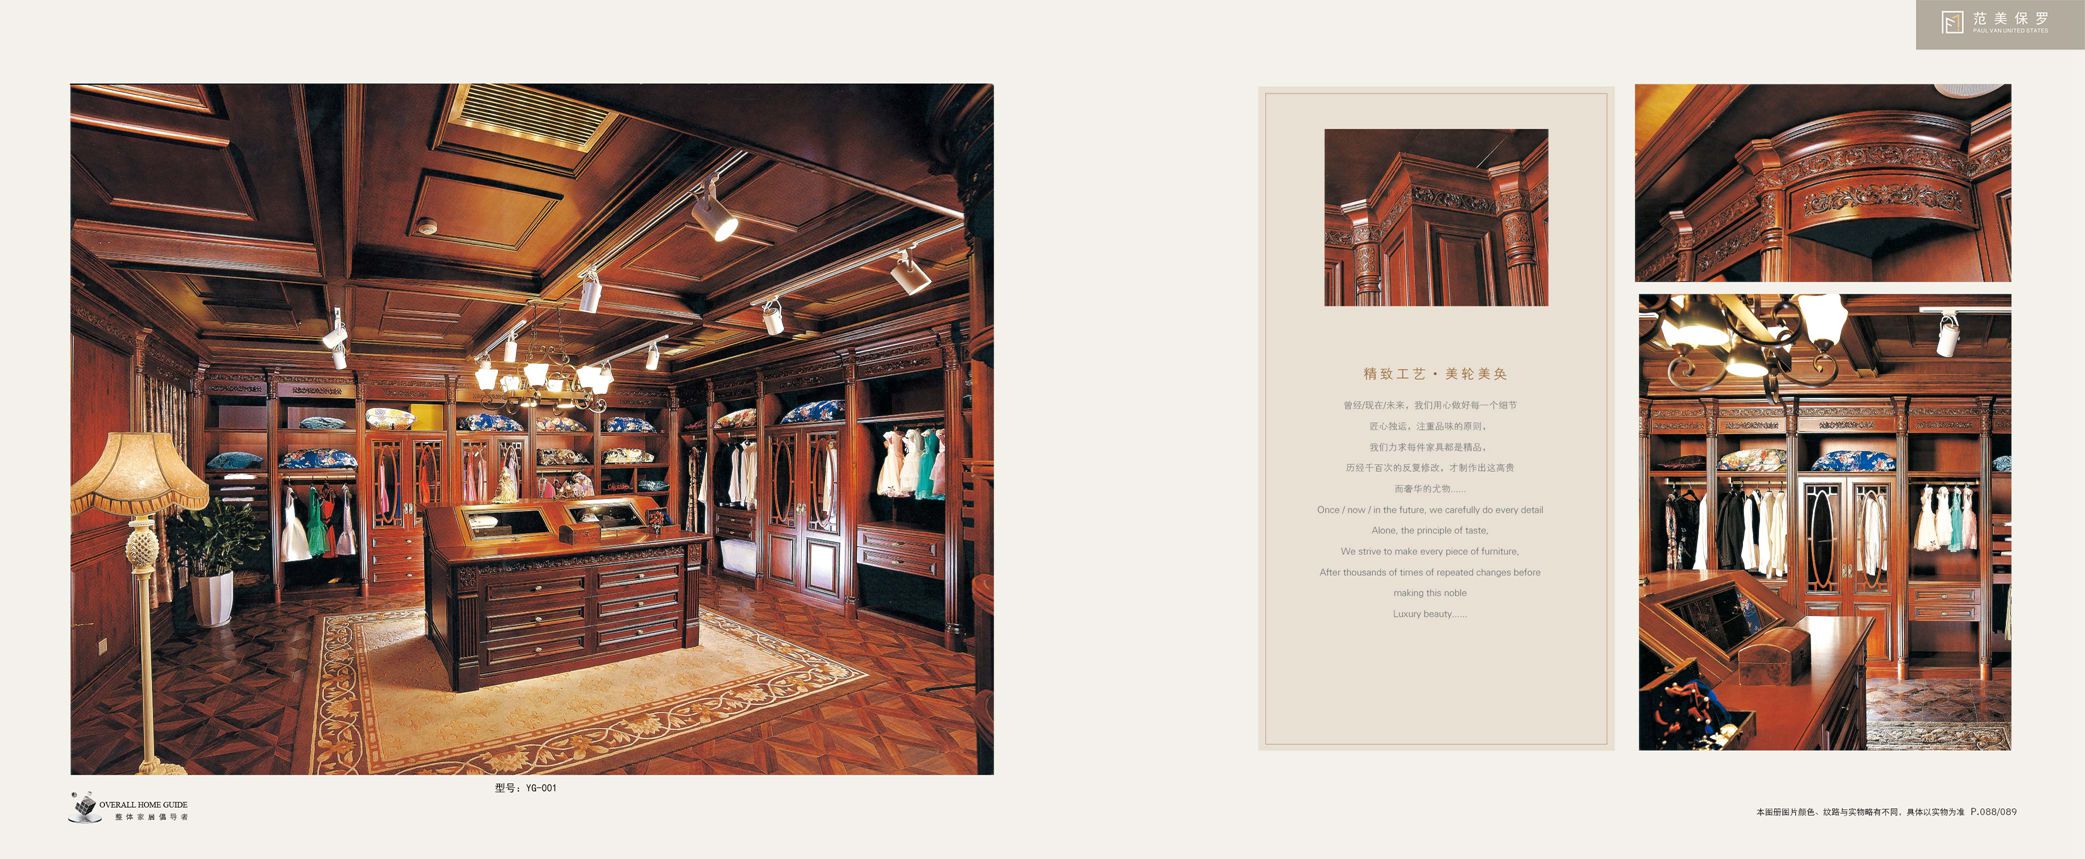 范美保罗
PAUL VAN UNITED STATES
精致工艺·美轮美奂
曾经/现在/未来，我们用心做好每一个细节
匠心独运，注重品味的原则，
我们力求每件家具都是精品，
历经千百次的反复修改，才制作出这高贵
而奢华的尤物......
Once / now / in the future, we carefully do every detail
Alone, the principle of taste,
We strive to make every piece of furniture,
After thousands of times of repeated changes before
making this noble
Luxury beauty......
型号：YG-001
OVERALL HOME GUIDE
整体家居倡导者
本图册图片颜色、纹路与实物略有不同，具体以实物为准 P.088/089